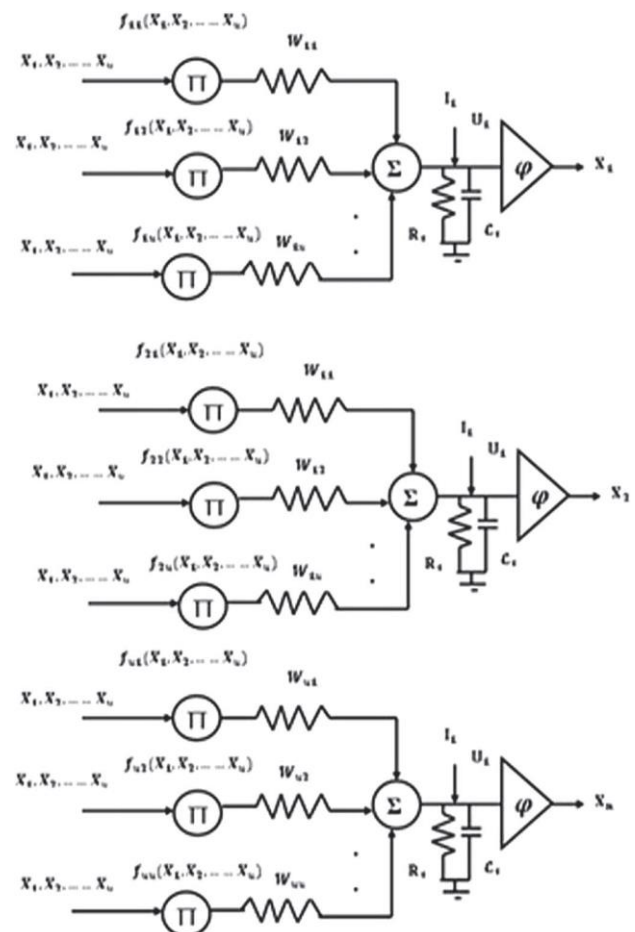 f₁₁(X₁, X₂, ... ... Xₙ)
W₁₁
X₁, X₂, ... ... Xₙ
Π
I₁
U₁
f₁₂(X₁, X₂, ... ... Xₙ)
W₁₂
X₁, X₂, ... ... Xₙ
Π
Σ
φ
X₁
f₁ₙ(X₁, X₂, ... ... Xₙ)
W₁ₙ
R₁
C₁
X₁, X₂, ... ... Xₙ
Π
f₂₁(X₁, X₂, ... ... Xₙ)
W₁₁
X₁, X₂, ... ... Xₙ
Π
I₁
U₁
f₂₂(X₁, X₂, ... ... Xₙ)
W₁₂
X₁, X₂, ... ... Xₙ
Π
Σ
φ
X₂
f₂ₙ(X₁, X₂, ... ... Xₙ)
W₁ₙ
R₁
C₁
X₁, X₂, ... ... Xₙ
Π
fₙ₁(X₁, X₂, ... ... Xₙ)
Wₙ₁
X₁, X₂, ... ... Xₙ
Π
I₁
U₁
fₙ₂(X₁, X₂, ... ... Xₙ)
Wₙ₂
X₁, X₂, ... ... Xₙ
Π
Σ
φ
Xₙ
fₙₙ(X₁, X₂, ... ... Xₙ)
Wₙₙ
R₁
C₁
X₁, X₂, ... ... Xₙ
Π